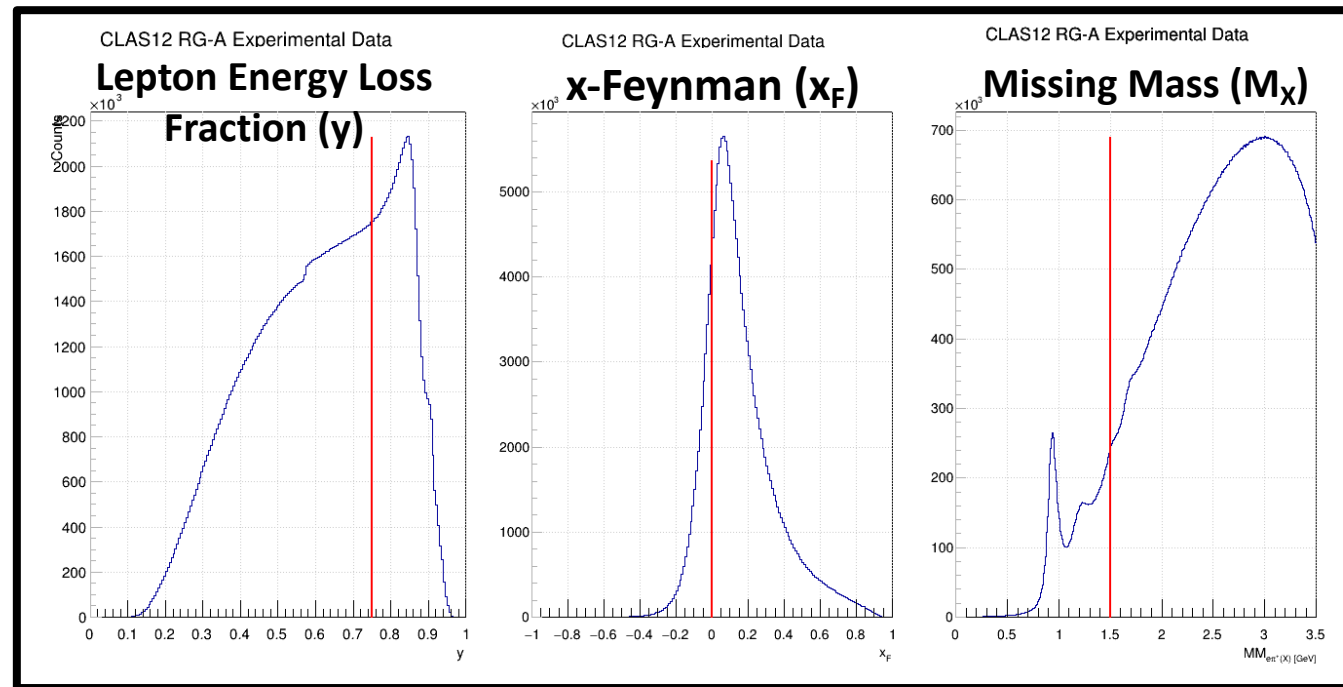 CLAS12 RG-A Experimental Data
Lepton Energy Loss
Fraction (y)
×10³
Counts
2200
2000
1800
1600
1400
1200
1000
800
600
400
200
0
0 0.1 0.2 0.3 0.4 0.5 0.6 0.7 0.8 0.9 1
y
CLAS12 RG-A Experimental Data
x-Feynman (x_F)
×10³
5000
4000
3000
2000
1000
0
−1 −0.8 −0.6 −0.4 −0.2 0 0.2 0.4 0.6 0.8 1
x_F
CLAS12 RG-A Experimental Data
Missing Mass (M_X)
×10³
700
600
500
400
300
200
100
0
0 0.5 1 1.5 2 2.5 3 3.5
MM_eπ⁺(X) [GeV]